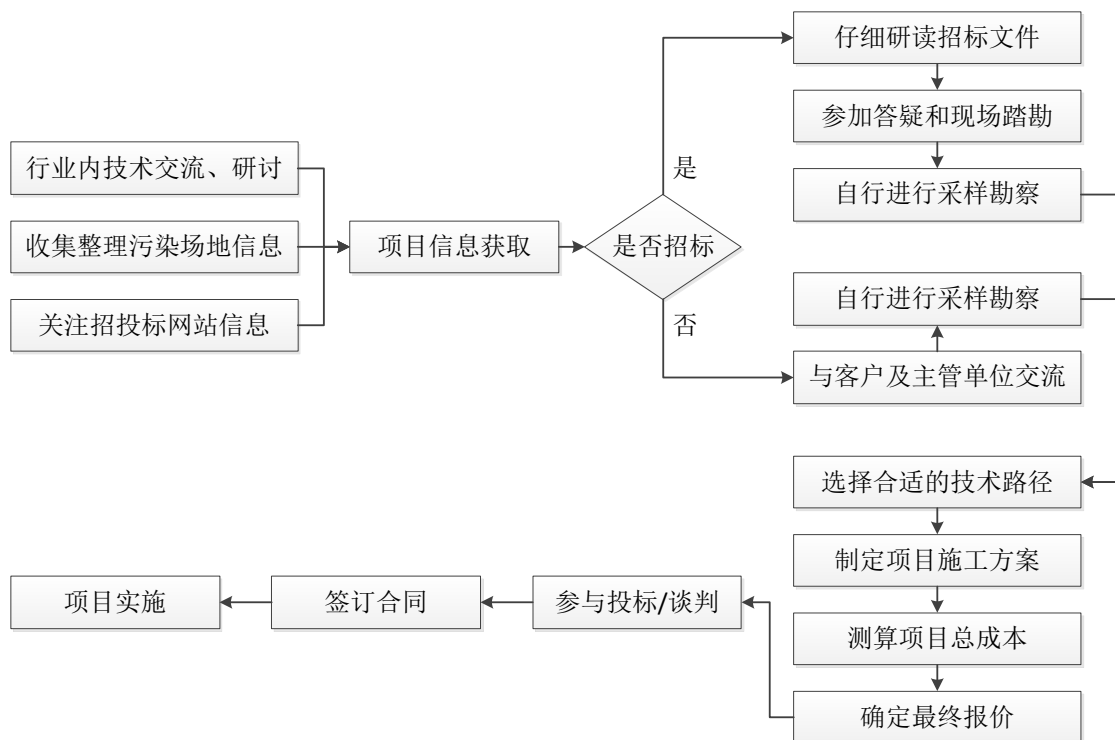 行业内技术交流、研讨
收集整理污染场地信息
关注招投标网站信息
项目信息获取
是否招标
是
否
仔细研读招标文件
参加答疑和现场踏勘
自行进行采样勘察
自行进行采样勘察
与客户及主管单位交流
选择合适的技术路径
制定项目施工方案
测算项目总成本
确定最终报价
参与投标/谈判
签订合同
项目实施